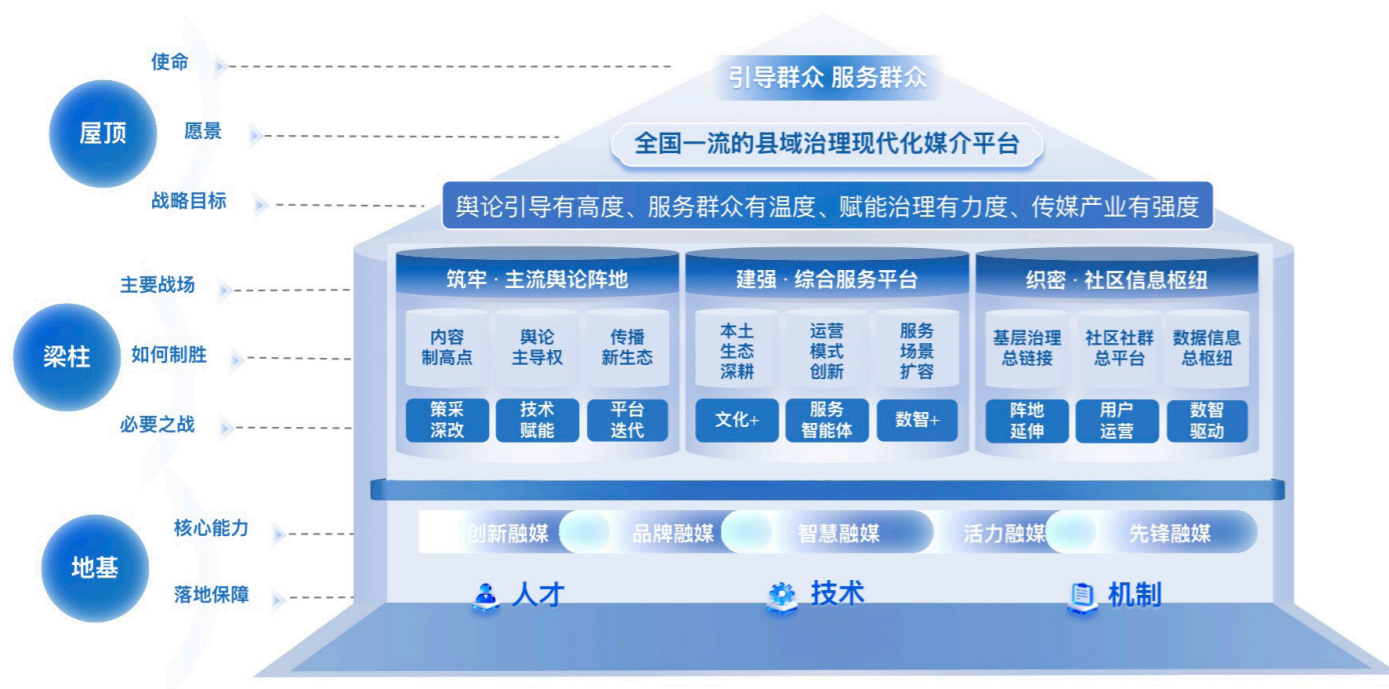 使命
引导群众 服务群众
屋顶
愿景
全国一流的县域治理现代化媒介平台
战略目标
舆论引导有高度、服务群众有温度、赋能治理有力度、传媒产业有强度
主要战场
筑牢·主流舆论阵地
建强·综合服务平台
织密·社区信息枢纽
梁柱
如何制胜
内容
制高点
舆论
主导权
传播
新生态
本土
生态
深耕
运营
模式
创新
服务
场景
扩容
基层治理
总链接
社区社群
总平台
数据信息
总枢纽
必要之战
策采
深改
技术
赋能
平台
迭代
文化+
服务
智能体
数智+
阵地
延伸
用户
运营
数智
驱动
地基
核心能力
创新融媒
品牌融媒
智慧融媒
活力融媒
先锋融媒
落地保障
人才
技术
机制